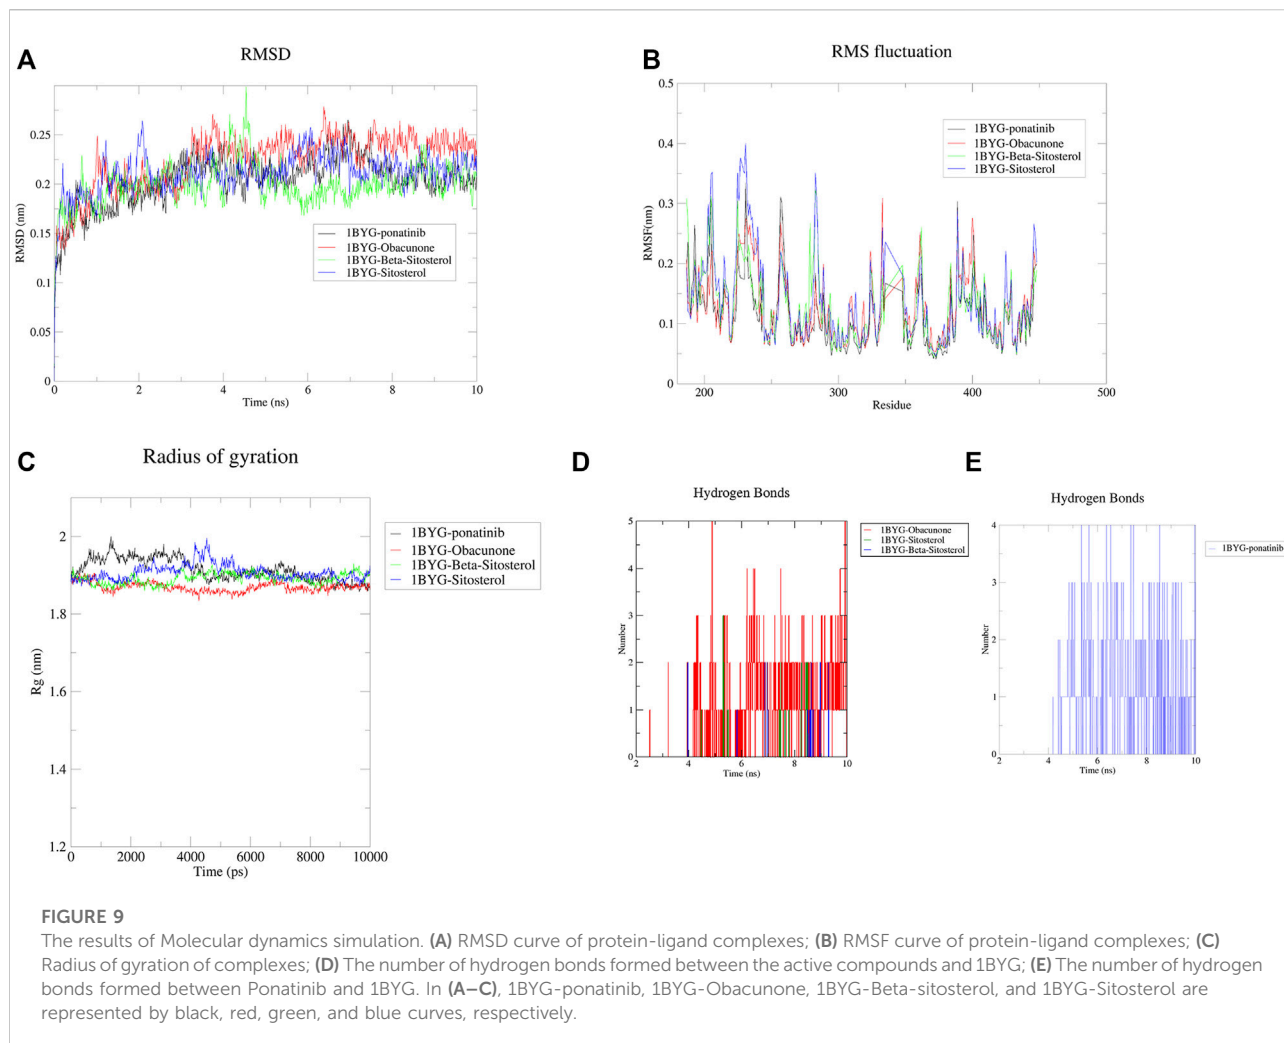 A
RMSD
RMSD (nm)
0.25
0.2
0.15
0.1
0.05
0
0 2 4 6 8 10
Time (ns)
1BYG-ponatinib
1BYG-Obacunone
1BYG-Beta-Sitosterol
1BYG-Sitosterol
B
RMS fluctuation
RMSF(nm)
0.5
0.4
0.3
0.2
0.1
0
200 300 400 500
Residue
1BYG-ponatinib
1BYG-Obacunone
1BYG-Beta-Sitosterol
1BYG-Sitosterol
C
Radius of gyration
Rg (nm)
2
1.8
1.6
1.4
1.2
0 2000 4000 6000 8000 10000
Time (ps)
1BYG-ponatinib
1BYG-Obacunone
1BYG-Beta-Sitosterol
1BYG-Sitosterol
D
Hydrogen Bonds
Number
5
4
3
2
1
0
2 4 6 8 10
Time (ns)
1BYG-Obacunone
1BYG-Sitosterol
1BYG-Beta-Sitosterol
E
Hydrogen Bonds
Number
4
3
2
1
0
2 4 6 8 10
Time (ns)
1BYG-ponatinib
FIGURE 9
The results of Molecular dynamics simulation. (A) RMSD curve of protein-ligand complexes; (B) RMSF curve of protein-ligand complexes; (C)
Radius of gyration of complexes; (D) The number of hydrogen bonds formed between the active compounds and 1BYG; (E) The number of hydrogen
bonds formed between Ponatinib and 1BYG. In (A–C), 1BYG-ponatinib, 1BYG-Obacunone, 1BYG-Beta-sitosterol, and 1BYG-Sitosterol are
represented by black, red, green, and blue curves, respectively.